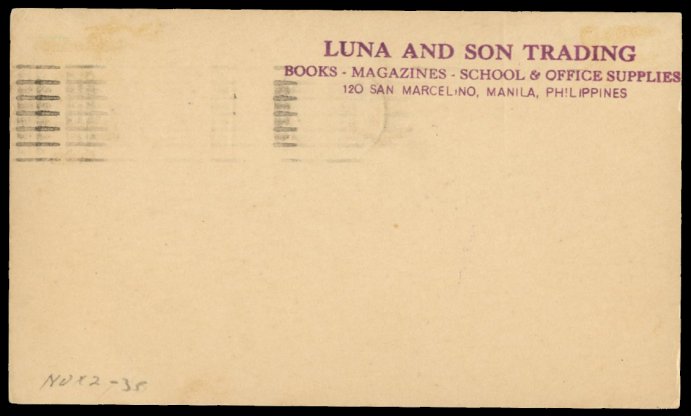 LUNA AND SON TRADING
BOOKS - MAGAZINES - SCHOOL & OFFICE SUPPLIES
120 SAN MARCELINO, MANILA, PHILIPPINES